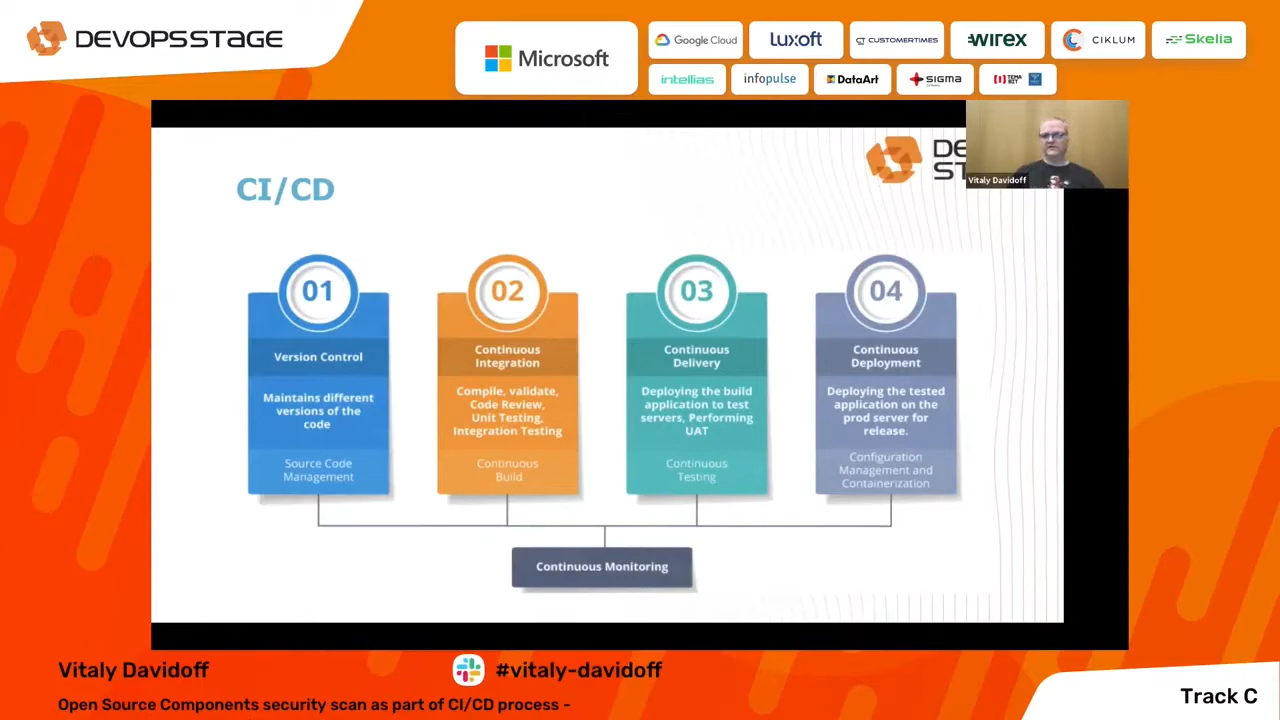 DEVOPSSTAGE
Microsoft
Google Cloud
Luxoft
CUSTOMERTIMES
WIREX
CIKLUM
Skelia
intellias
infopulse
DataArt
SIGMA
TEMA
BIT
DE
ST
Vitaly Davidoff
CI/CD
01
02
03
04
Version Control
Maintains different
versions of the
code
Source Code
Management
Continuous
Integration
Compile, validate,
Code Review,
Unit Testing,
Integration Testing
Continuous
Build
Continuous
Delivery
Deploying the build
application to test
servers, Performing
UAT
Continuous
Testing
Continuous
Deployment
Deploying the tested
application on the
prod server for
release.
Configuration
Management and
Containerization
Continuous Monitoring
Vitaly Davidoff
#vitaly-davidoff
Open Source Components security scan as part of CI/CD process -
Track C